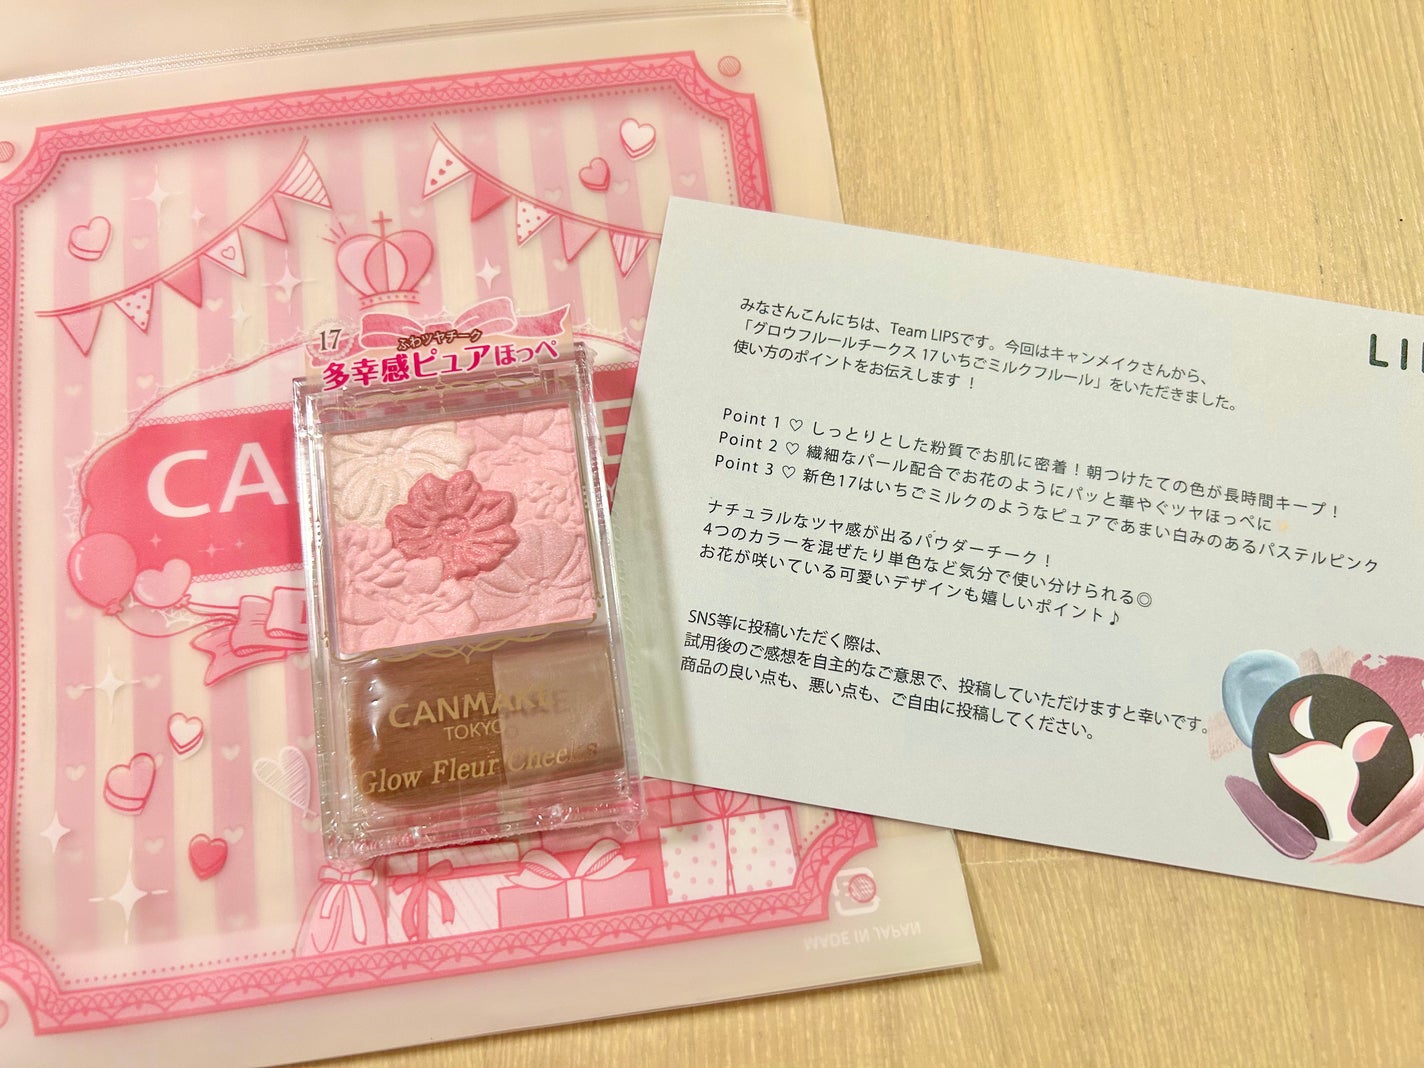 17
ふわツヤチーク
多幸感ピュアほっぺ
CA
E
CANMAKE
TOKYO
Glow Fleur Cheeks
MADE IN JAPAN
LI
みなさんこんにちは、Team LIPSです。今回はキャンメイクさんから、
「グロウフルールチークス 17 いちごミルクフルール」をいただきました。
使い方のポイントをお伝えします！
Point 1 ♡ しっとりとした粉質でお肌に密着！朝つけたての色が長時間キープ！
Point 2 ♡ 繊細なパール配合でお花のようにパッと華やぐツヤほっぺに✨
Point 3 ♡ 新色17はいちごミルクのようなピュアであまい白みのあるパステルピンク
ナチュラルなツヤ感が出るパウダーチーク！
4つのカラーを混ぜたり単色など気分で使い分けられる◎
お花が咲いている可愛いデザインも嬉しいポイント♪
SNS等に投稿いただく際は、
試用後のご感想を自主的なご意思で、投稿していただけますと幸いです。
商品の良い点も、悪い点も、ご自由に投稿してください。